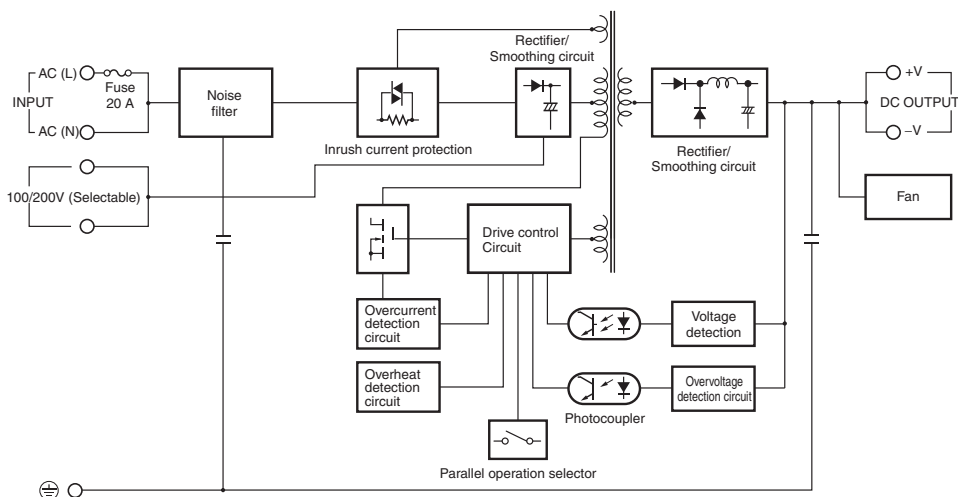 Rectifier/
Smoothing circuit
AC (L)
Fuse
20 A
INPUT
AC (N)
Noise
filter
Inrush current protection
Rectifier/
Smoothing circuit
+V
DC OUTPUT
−V
100/200V (Selectable)
Fan
Drive control
Circuit
Overcurrent
detection
circuit
Voltage
detection
Overheat
detection
circuit
Overvoltage
detection circuit
Photocoupler
Parallel operation selector